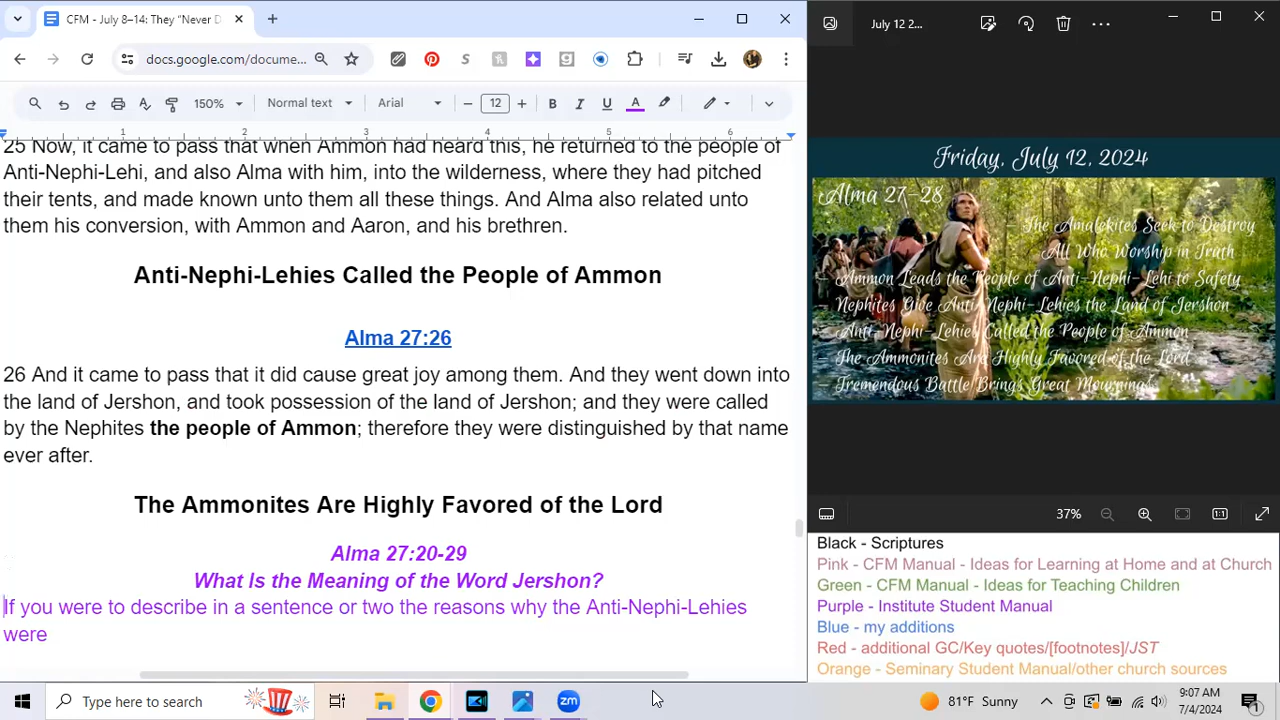 CFM - July 8–14: They “Never D
docs.google.com/docume...
150%
Normal text
Arial
12
1 2 3 4 5 6
25 Now, it came to pass that when Ammon had heard this, he returned to the people of
Anti-Nephi-Lehi, and also Alma with him, into the wilderness, where they had pitched
their tents, and made known unto them all these things. And Alma also related unto
them his conversion, with Ammon and Aaron, and his brethren.
Anti-Nephi-Lehies Called the People of Ammon
Alma 27:26
26 And it came to pass that it did cause great joy among them. And they went down into
the land of Jershon, and took possession of the land of Jershon; and they were called
by the Nephites the people of Ammon; therefore they were distinguished by that name
ever after.
The Ammonites Are Highly Favored of the Lord
Alma 27:20-29
What Is the Meaning of the Word Jershon?
If you were to describe in a sentence or two the reasons why the Anti-Nephi-Lehies
were
July 12 2...
Friday, July 12, 2024
Alma 27-28
– The Amalekites Seek to Destroy
All Who Worship in Truth
– Ammon Leads the People of Anti-Nephi-Lehi to Safety
– Nephites Give Anti-Nephi-Lehies the Land of Jershon
– Anti-Nephi-Lehies Called the People of Ammon
– The Ammonites Are Highly Favored of the Lord
– Tremendous Battle Brings Great Mournings
37%
1:1
Black - Scriptures
Pink - CFM Manual - Ideas for Learning at Home and at Church
Green - CFM Manual - Ideas for Teaching Children
Purple - Institute Student Manual
Blue - my additions
Red - additional GC/Key quotes/[footnotes]/JST
Orange - Seminary Student Manual/other church sources
Type here to search
zm
81°F Sunny
9:07 AM
7/4/2024
1